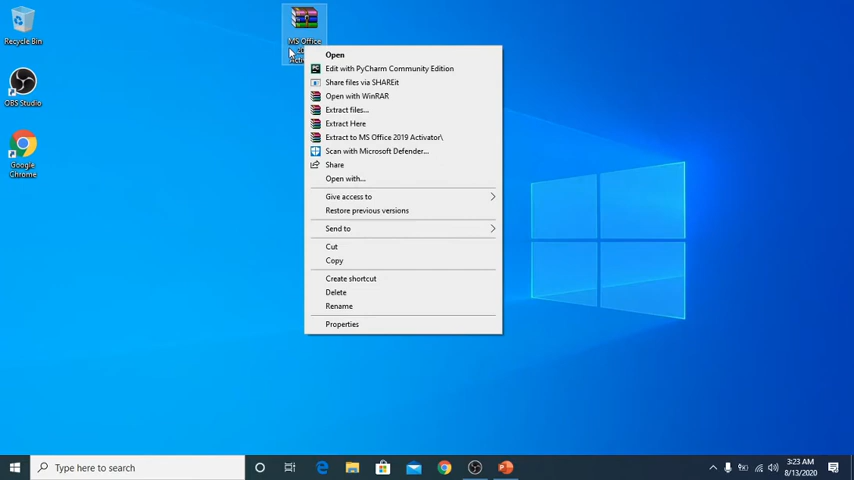 Recycle Bin
MS Office
OBS Studio
Google
Chrome
Open
Edit with PyCharm Community Edition
Share files via SHAREit
Open with WinRAR
Extract files...
Extract Here
Extract to MS Office 2019 Activator\
Scan with Microsoft Defender...
Share
Open with...
Give access to
Restore previous versions
Send to
Cut
Copy
Create shortcut
Delete
Rename
Properties
Type here to search
3:23 AM
8/13/2020